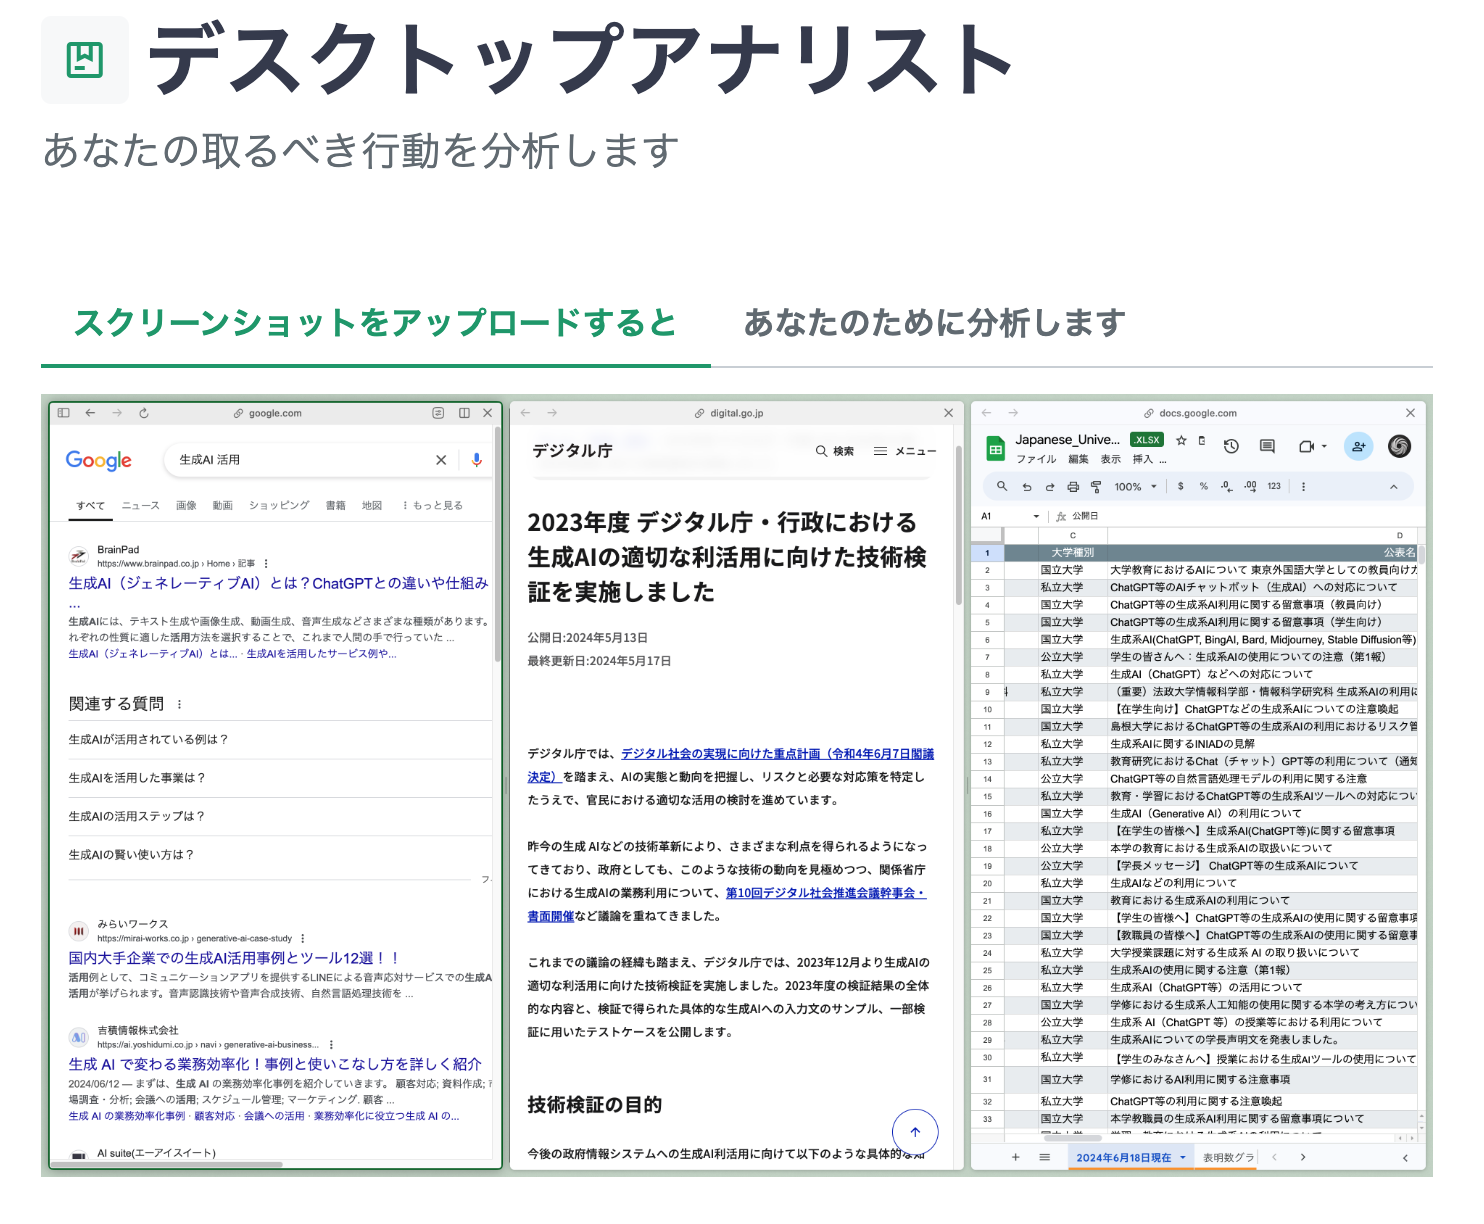 デスクトップアナリスト
あなたの取るべき行動を分析します
スクリーンショットをアップロードすると
あなたのために分析します
google.com
Google
生成AI 活用
すべて ニュース 画像 動画 ショッピング 書籍 地図 もっと見る
BrainPad
https://www.brainpad.co.jp › Home › 記事
生成AI（ジェネレーティブAI）とは？ChatGPTとの違いや仕組み
...
生成AIには、テキスト生成や画像生成、動画生成、音声生成などさまざまな種類があります。
れぞれの性質に適した活用方法を選択することで、これまで人間の手で行っていた ...
生成AI（ジェネレーティブAI）とは... · 生成AIを活用したサービス例や...
関連する質問
生成AIが活用されている例は？
生成AIを活用した事業は？
生成AIの活用ステップは？
生成AIの賢い使い方は？
みらいワークス
https://mirai-works.co.jp › generative-ai-case-study
国内大手企業での生成AI活用事例とツール12選！！
活用例として、コミュニケーションアプリを提供するLINEによる音声応対サービスでの生成A
活用が挙げられます。音声認識技術や音声合成技術、自然言語処理技術を ...
吉積情報株式会社
https://ai.yoshidumi.co.jp › navi › generative-ai-business...
生成 AI で変わる業務効率化！事例と使いこなし方を詳しく紹介
2024/06/12 — まずは、生成 AI の業務効率化事例を紹介していきます。 顧客対応; 資料作成;
場調査・分析; 会議への活用; スケジュール管理; マーケティング. 顧客 ...
生成 AI の業務効率化事例 · 顧客対応 · 会議への活用 · 業務効率化に役立つ生成 AI の...
AI suite(エーアイスイート)
digital.go.jp
デジタル庁
検索
メニュー
2023年度 デジタル庁・行政における
生成AIの適切な利活用に向けた技術検
証を実施しました
公開日:2024年5月13日
最終更新日:2024年5月17日
デジタル庁では、デジタル社会の実現に向けた重点計画（令和4年6月7日閣議
決定）を踏まえ、AIの実態と動向を把握し、リスクと必要な対応策を特定し
たうえで、官民における適切な活用の検討を進めています。
昨今の生成 AIなどの技術革新により、さまざまな利点を得られるようになっ
てきており、政府としても、このような技術の動向を見極めつつ、関係省庁
における生成AIの業務利用について、第10回デジタル社会推進会議幹事会・
書面開催など議論を重ねてきました。
これまでの議論の経緯も踏まえ、デジタル庁では、2023年12月より生成AIの
適切な利活用に向けた技術検証を実施しました。2023年度の検証結果の全体
的な内容と、検証で得られた具体的な生成AIへの入力文のサンプル、一部検
証に用いたテストケースを公開します。
技術検証の目的
今後の政府情報システムへの生成AI利活用に向けて以下のような具体的な知
docs.google.com
Japanese_Unive... .XLSX
ファイル 編集 表示 挿入 ...
100% $ % .0 .00 123
A1 fx 公開日
C D
1 大学種別 公表名
2 国立大学 大学教育におけるAIについて 東京外国語大学としての教員向けガ
3 私立大学 ChatGPT等のAIチャットボット（生成AI）への対応について
4 国立大学 ChatGPT等の生成系AI利用に関する留意事項（教員向け）
5 国立大学 ChatGPT等の生成系AI利用に関する留意事項（学生向け）
6 国立大学 生成系AI(ChatGPT, BingAI, Bard, Midjourney, Stable Diffusion等)
7 公立大学 学生の皆さんへ：生成系AIの使用についての注意（第1報）
8 私立大学 生成AI（ChatGPT）などへの対応について
9 私立大学 （重要）法政大学情報科学部・情報科学研究科 生成系AIの利用に
10 国立大学 【在学生向け】ChatGPTなどの生成系AIについての注意喚起
11 国立大学 島根大学におけるChatGPT等の生成系AIの利用におけるリスク管
12 私立大学 生成系AIに関するINIADの見解
13 私立大学 教育研究におけるChat（チャット）GPT等の利用について（通知
14 公立大学 ChatGPT等の自然言語処理モデルの利用に関する注意
15 私立大学 教育・学習におけるChatGPT等の生成系AIツールへの対応につい
16 国立大学 生成AI（Generative AI）の利用について
17 私立大学 【在学生の皆様へ】生成系AI(ChatGPT等)に関する留意事項
18 公立大学 本学の教育における生成系AIの取扱いについて
19 公立大学 【学長メッセージ】 ChatGPT等の生成系AIについて
20 私立大学 生成AIなどの利用について
21 国立大学 教育における生成系AIの利用について
22 国立大学 【学生の皆様へ】ChatGPT等の生成系AIの使用に関する留意事項
23 国立大学 【教職員の皆様へ】ChatGPT等の生成系AIの使用に関する留意事
24 私立大学 大学授業課題に対する生成系 AI の取り扱いについて
25 私立大学 生成系AIの使用に関する注意（第1報）
26 私立大学 生成系AI（ChatGPT等）の活用について
27 国立大学 学修における生成系人工知能の使用に関する本学の考え方につい
28 公立大学 生成系 AI（ChatGPT 等）の授業等における利用について
29 私立大学 生成系AIについての学長声明文を発表しました。
30 私立大学 【学生のみなさんへ】授業における生成AIツールの使用について
31 国立大学 学修におけるAI利用に関する注意事項
32 私立大学 ChatGPT等の利用に関する注意喚起
33 国立大学 本学教職員の生成系AI利用に関する留意事項について
2024年6月18日現在 表明数グラ